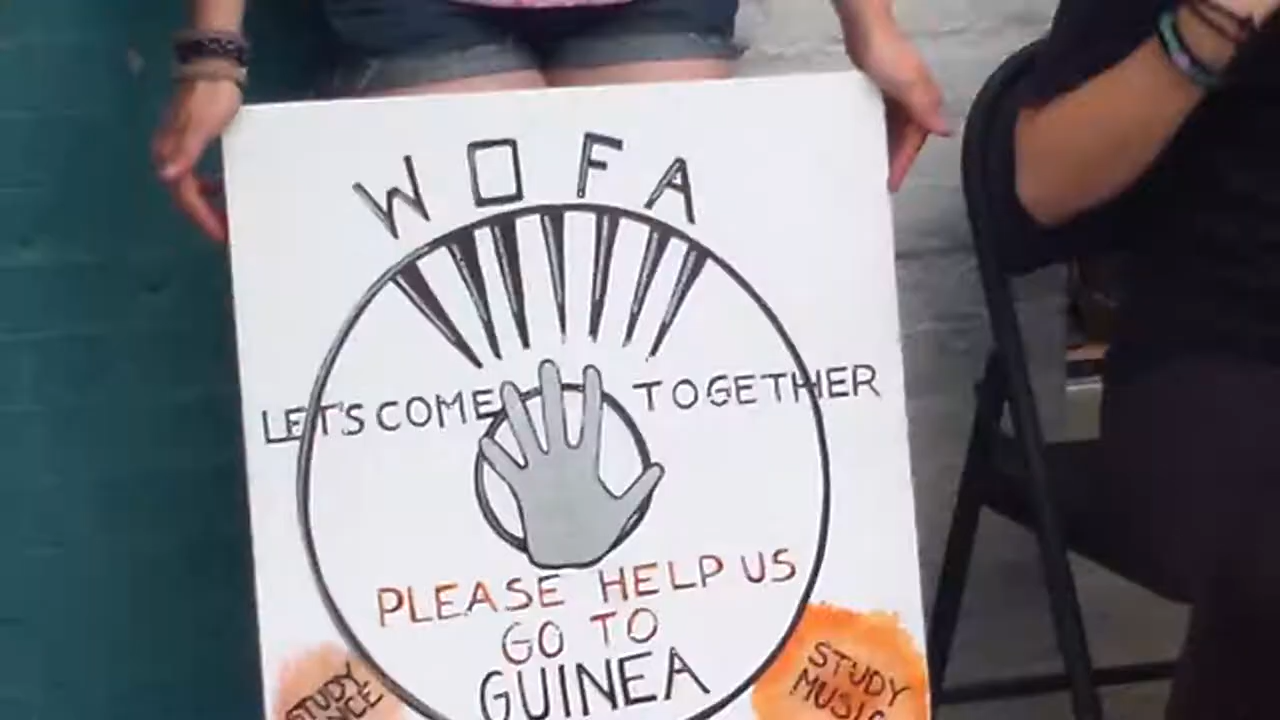 WOFA
LET'S COME TOGETHER
PLEASE HELP US
GO TO
GUINEA
STUDY
STUDY
MUSIC